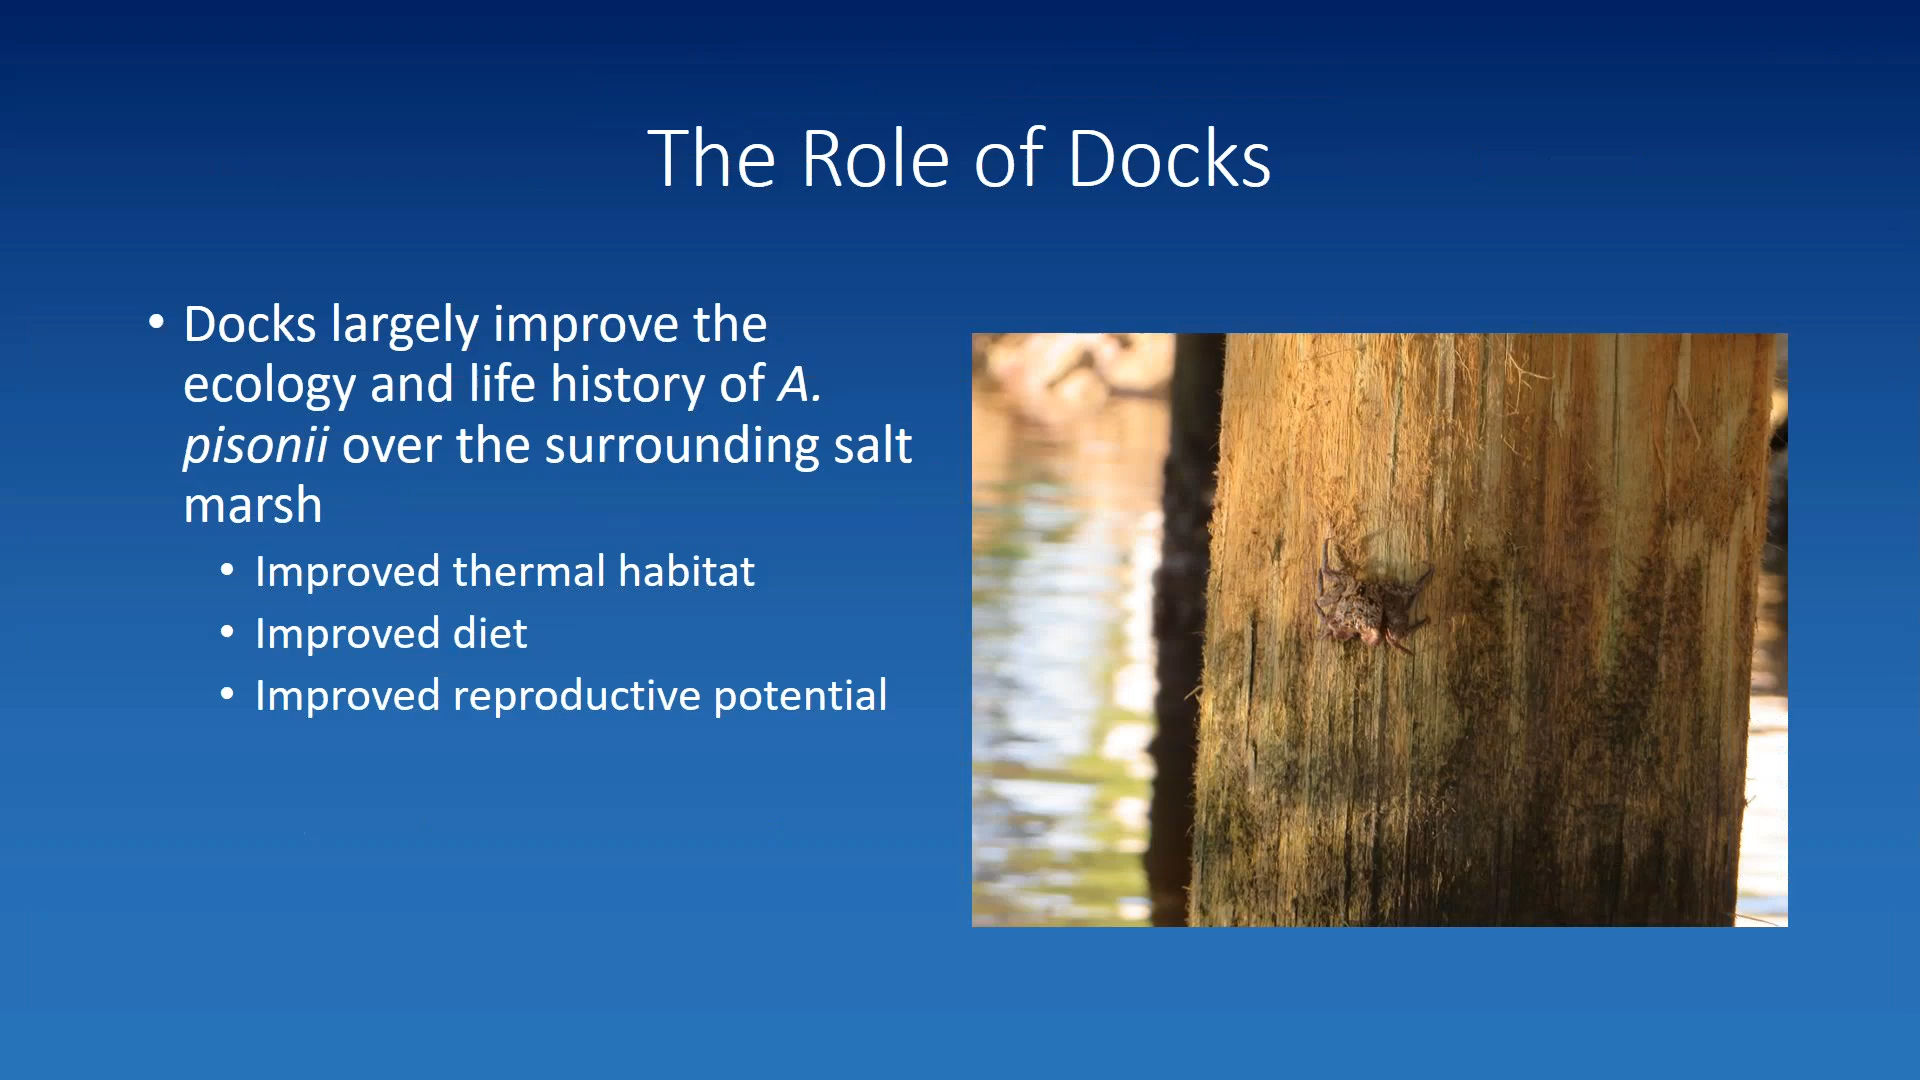 The Role of Docks
• Docks largely improve the
ecology and life history of A.
pisonii over the surrounding salt
marsh
• Improved thermal habitat
• Improved diet
• Improved reproductive potential